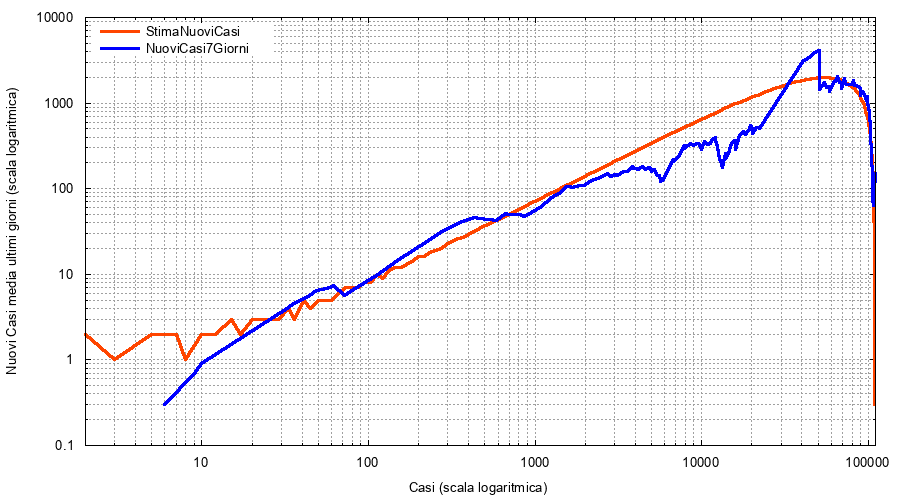 10000
StimaNuoviCasi
NuoviCasi7Giorni
1000
100
10
1
0.1
Nuovi Casi media ultimi giorni (scala logaritmica)
10
100
1000
10000
100000
Casi (scala logaritmica)